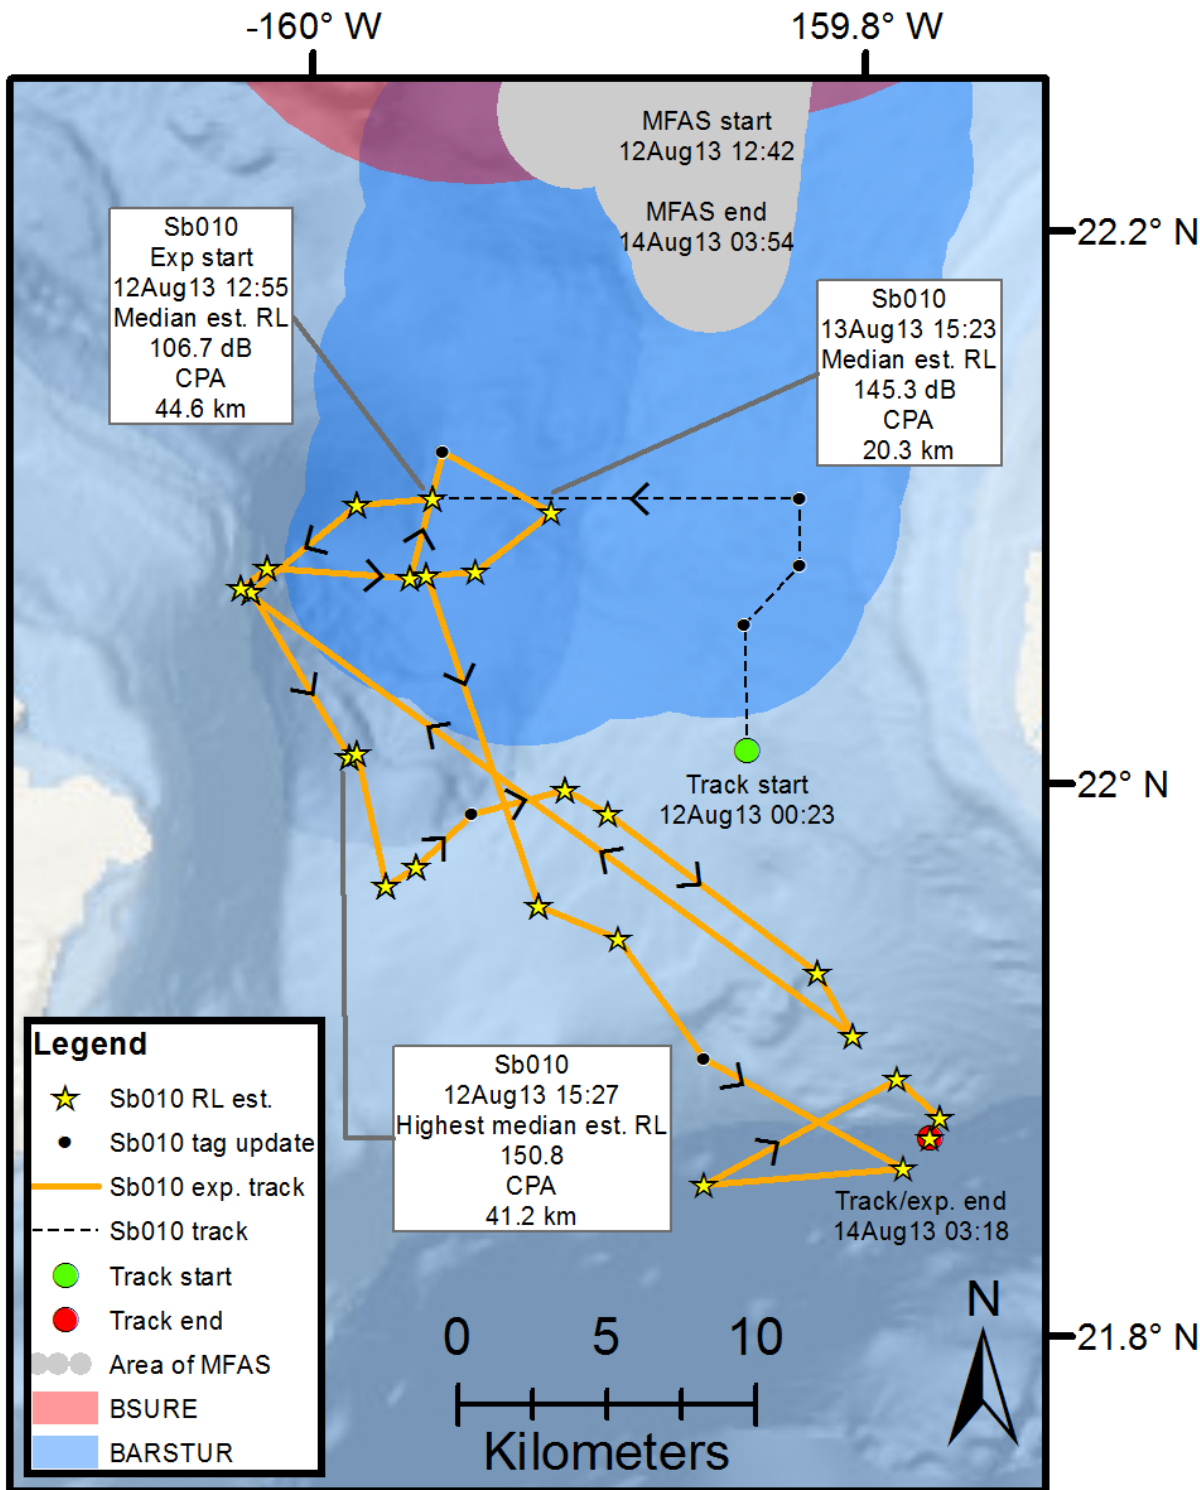 -160° W
159.8° W
MFAS start
12Aug13 12:42
MFAS end
14Aug13 03:54
22.2° N
Sb010
Exp start
12Aug13 12:55
Median est. RL
106.7 dB
CPA
44.6 km
Sb010
13Aug13 15:23
Median est. RL
145.3 dB
CPA
20.3 km
Track start
12Aug13 00:23
22° N
Sb010
12Aug13 15:27
Highest median est. RL
150.8
CPA
41.2 km
Track/exp. end
14Aug13 03:18
Legend
Sb010 RL est.
Sb010 tag update
Sb010 exp. track
Sb010 track
Track start
Track end
Area of MFAS
BSURE
BARSTUR
0 5 10
Kilometers
N
21.8° N